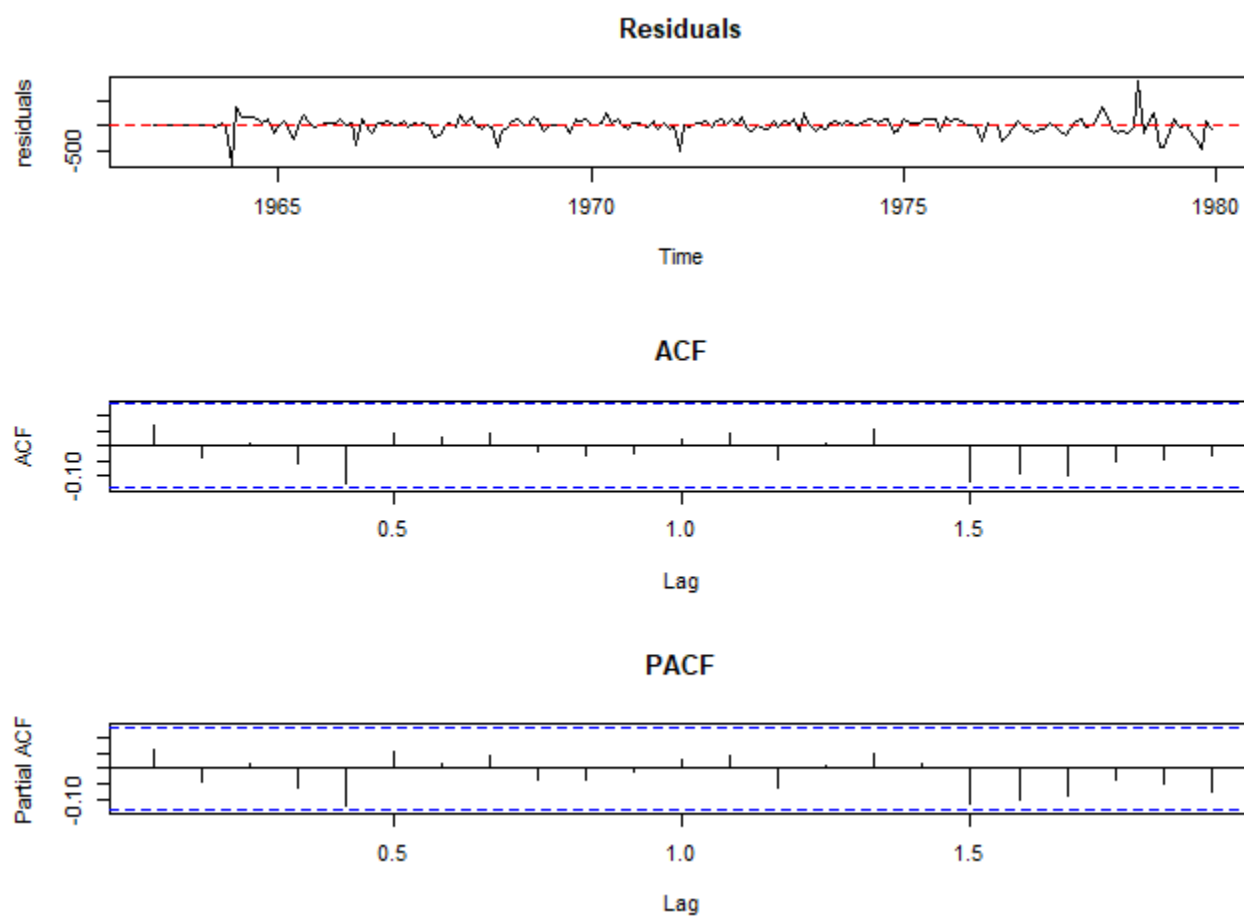 Residuals
residuals
-500
1965 1970 1975 1980
Time
ACF
ACF
-0.10
0.5 1.0 1.5
Lag
PACF
Partial ACF
-0.10
0.5 1.0 1.5
Lag